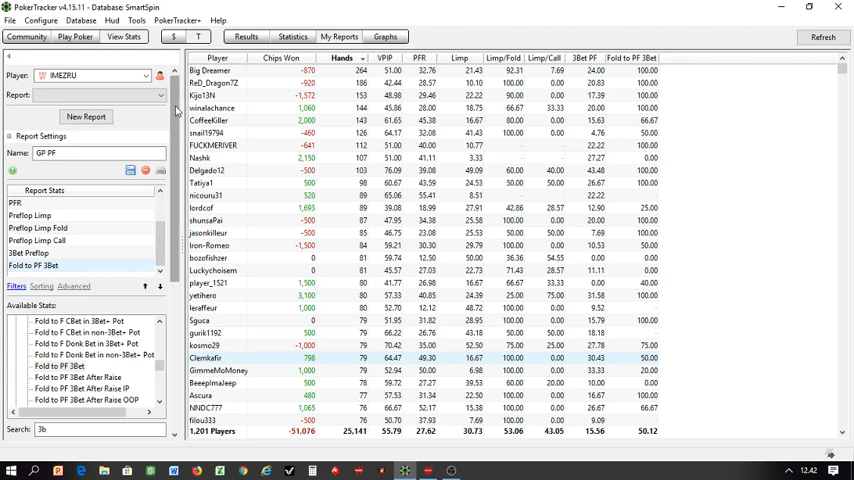 PokerTracker v4.15.11 - Database: SmartSpin
File Configure Database Hud Tools PokerTracker+ Help
Community Play Poker View Stats $ T Results Statistics My Reports Graphs Refresh
Player: IMEZRU
Report:
New Report
Report Settings
Name: GP PF
Report Stats
PFR
Preflop Limp
Preflop Limp Fold
Preflop Limp Call
3Bet Preflop
Fold to PF 3Bet
Filters Sorting Advanced
Available Stats:
Fold to F CBet in 3Bet+ Pot
Fold to F CBet in non-3Bet+ Pot
Fold to F Donk Bet in 3Bet+ Pot
Fold to F Donk Bet in non-3Bet+ Pot
Fold to PF 3Bet
Fold to PF 3Bet After Raise
Fold to PF 3Bet After Raise IP
Fold to PF 3Bet After Raise OOP
Search: 3b
Player Chips Won Hands VPIP PFR Limp Limp/Fold Limp/Call 3Bet PF Fold to PF 3Bet
Big Dreamer -870 264 51.00 32.76 21.43 92.31 7.69 24.00 100.00
ReD_Dragon7Z -920 186 42.44 28.57 10.10 100.00 0.00 20.83 100.00
Kijo13N -1,572 153 48.98 29.46 22.22 90.00 0.00 17.39 100.00
winalachance 1,060 144 45.86 28.08 18.75 66.67 33.33 20.00 100.00
CoffeeKiller 2,000 143 61.65 43.51 22.37 80.00 0.00 15.63 66.67
snail19794 -460 126 64.10 28.33 41.43 100.00 0.00 4.76 50.00
FUCKMERIVER -641 112 51.00 40.00 10.77 - - 22.22 100.00
Nashk 2,150 107 51.00 41.11 3.33 - - 27.27 0.00
Delgado12 -500 103 76.09 38.30 49.09 60.00 40.00 43.48 0.00
Tatiya1 500 98 60.67 43.59 24.53 50.00 50.00 26.67 0.00
nicouru31 520 89 65.06 55.41 8.51 - - 22.22 0.00
lordcof 1,693 89 39.08 18.99 27.91 42.86 28.57 12.90 25.00
shunsaPai -500 87 47.95 34.38 25.58 100.00 0.00 20.00 100.00
jasonkilleur -500 85 53.09 28.38 25.53 50.00 50.00 7.69 100.00
Iron-Romeo -1,500 84 59.21 30.30 29.79 100.00 0.00 10.53 50.00
bozofishzer 0 81 59.74 12.50 60.00 36.36 54.55 0.00
Luckychoisem 0 81 45.57 27.03 22.73 71.43 28.57 11.11 0.00
player_1521 1,500 80 41.77 26.98 16.67 66.67 33.33 0.00 40.00
yetihero 3,100 80 57.33 40.85 24.39 25.00 75.00 31.58 100.00
leraffeur 1,000 80 52.70 12.12 48.72 100.00 0.00 9.52
Sguca 0 79 51.95 31.82 28.57 100.00 0.00 15.79 100.00
gurik1192 500 79 66.22 26.76 43.18 50.00 50.00 18.18
kosmo29 -1,000 79 70.42 35.00 52.50 75.00 25.00 27.78 75.00
Clemkafir 798 79 64.47 49.30 16.67 100.00 0.00 30.43 50.00
GimmeMoMoney 1,000 79 52.94 50.00 6.98 100.00 0.00 33.33 20.00
BeeepImaJeep 500 78 59.72 27.27 39.53 60.00 20.00 10.00 0.00
Ascura 480 77 57.53 31.34 31.91 100.00 0.00 9.09 0.00
NNDC777 1,065 76 66.67 52.17 15.38 100.00 0.00 26.67 66.67
filou333 -500 76 50.70 37.93 12.20 100.00 0.00 9.09
1,201 Players -51,076 25,141 55.79 27.62 30.73 53.06 43.05 15.56 50.12
12.42